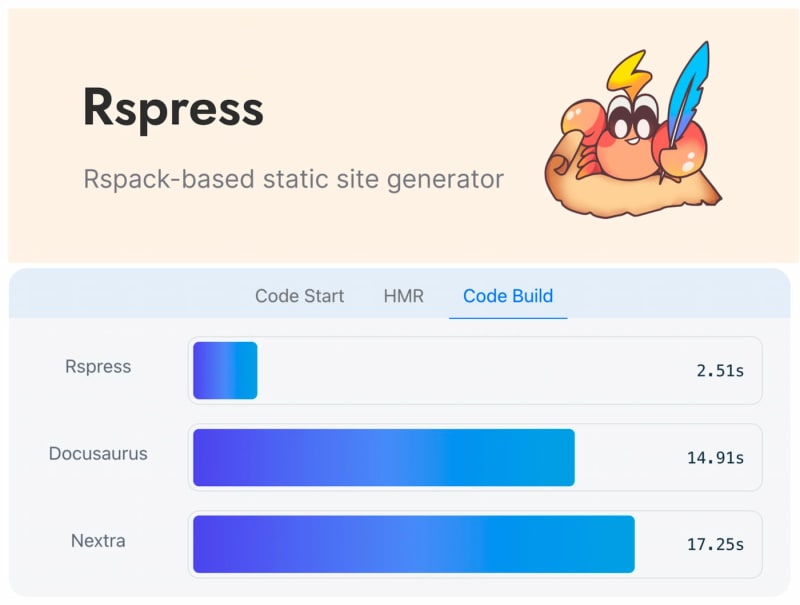 Rspress
Rspack-based static site generator
Code Start HMR Code Build
Rspress 2.51s
Docusaurus 14.91s
Nextra 17.25s